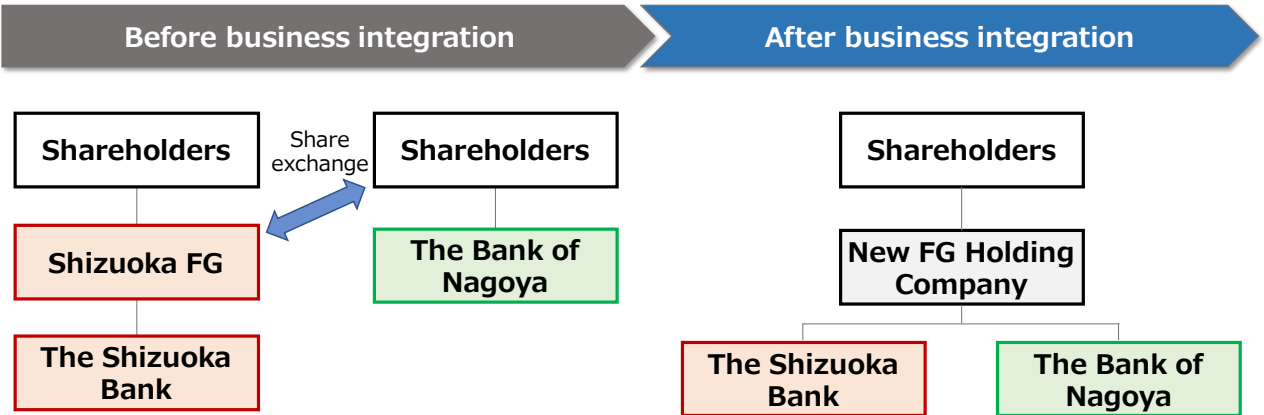 Before business integration
After business integration
Shareholders
Share
exchange
Shareholders
Shareholders
Shizuoka FG
The Bank of
Nagoya
New FG Holding
Company
The Shizuoka
Bank
The Shizuoka
Bank
The Bank of
Nagoya